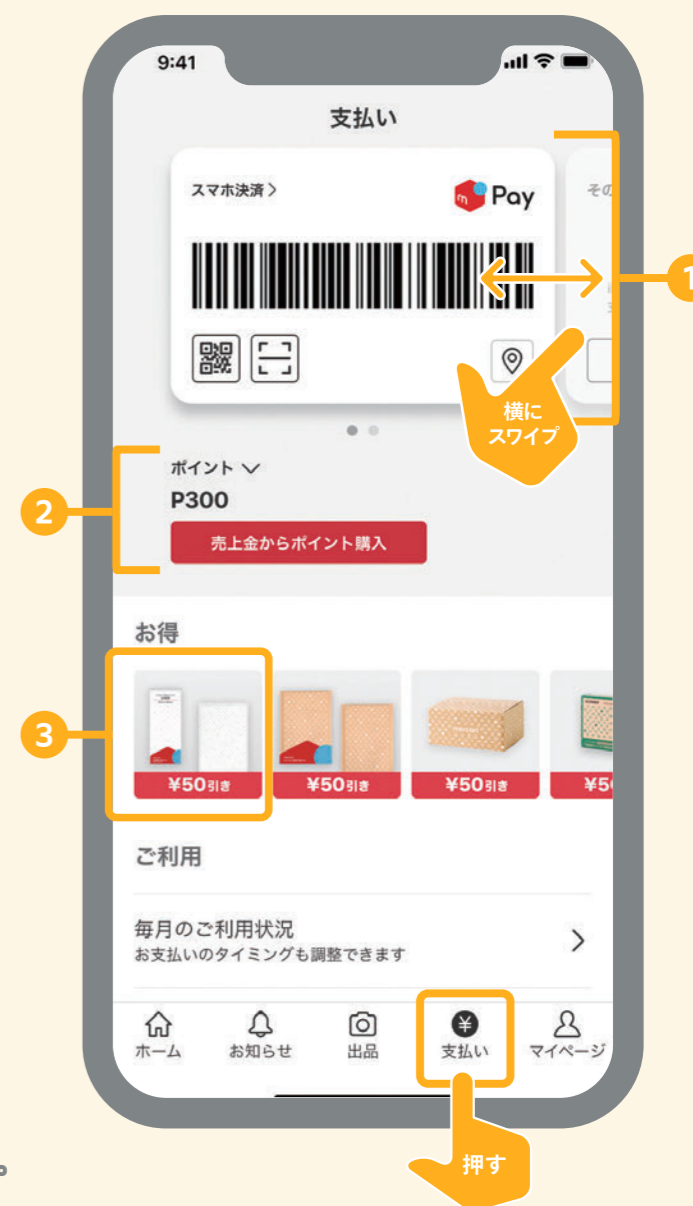 9:41
支払い
スマホ決済 >
m Pay
その
1
横に
スワイプ
2
ポイント
P300
売上金からポイント購入
お得
3
¥50引き
¥50引き
¥50引き
¥5
ご利用
毎月のご利用状況
お支払いのタイミングも調整できます
ホーム
お知らせ
出品
¥
支払い
マイページ
押す
。